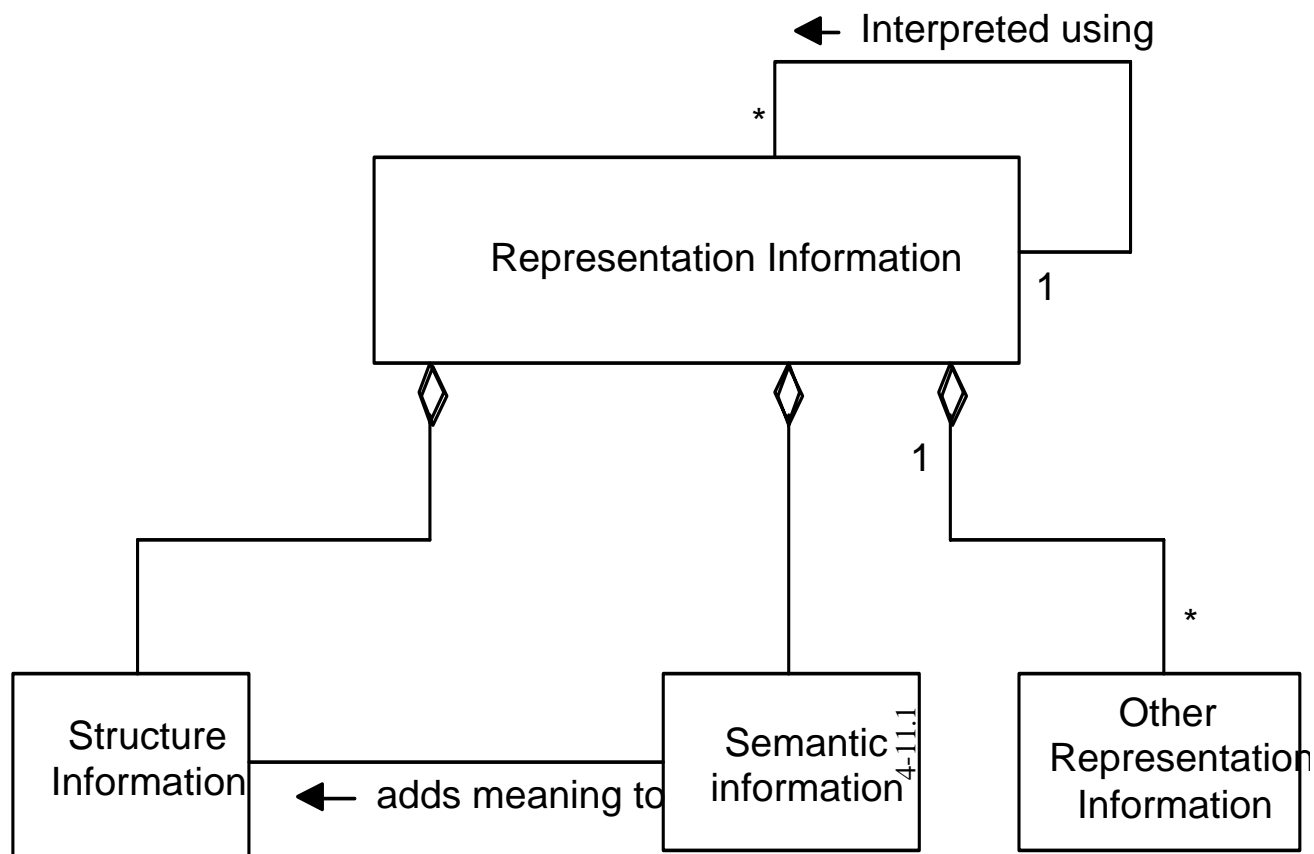 Interpreted using
*
Representation Information
1
1
*
Structure
Information
adds meaning to
Semantic
information
4-11.1
Other
Representation
Information